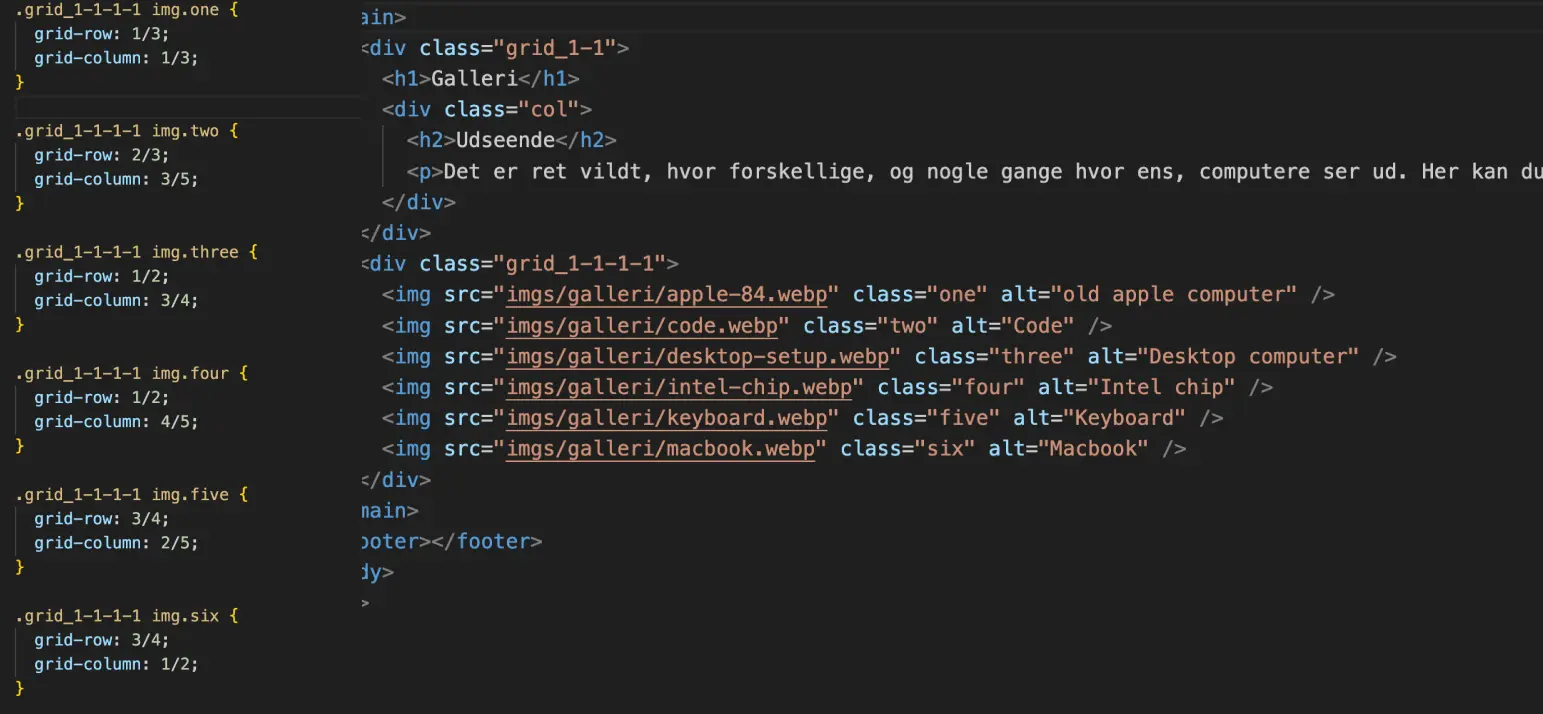 .grid_1-1-1-1 img.one {
grid-row: 1/3;
grid-column: 1/3;
}
.grid_1-1-1-1 img.two {
grid-row: 2/3;
grid-column: 3/5;
}
.grid_1-1-1-1 img.three {
grid-row: 1/2;
grid-column: 3/4;
}
.grid_1-1-1-1 img.four {
grid-row: 1/2;
grid-column: 4/5;
}
.grid_1-1-1-1 img.five {
grid-row: 3/4;
grid-column: 2/5;
}
.grid_1-1-1-1 img.six {
grid-row: 3/4;
grid-column: 1/2;
}
ain>
<div class="grid_1-1">
<h1>Galleri</h1>
<div class="col">
<h2>Udseende</h2>
<p>Det er ret vildt, hvor forskellige, og nogle gange hvor ens, computere ser ud. Her kan du
</div>
</div>
<div class="grid_1-1-1-1">
<img src="imgs/galleri/apple-84.webp" class="one" alt="old apple computer" />
<img src="imgs/galleri/code.webp" class="two" alt="Code" />
<img src="imgs/galleri/desktop-setup.webp" class="three" alt="Desktop computer" />
<img src="imgs/galleri/intel-chip.webp" class="four" alt="Intel chip" />
<img src="imgs/galleri/keyboard.webp" class="five" alt="Keyboard" />
<img src="imgs/galleri/macbook.webp" class="six" alt="Macbook" />
</div>
main>
ooter></footer>
dy>
>